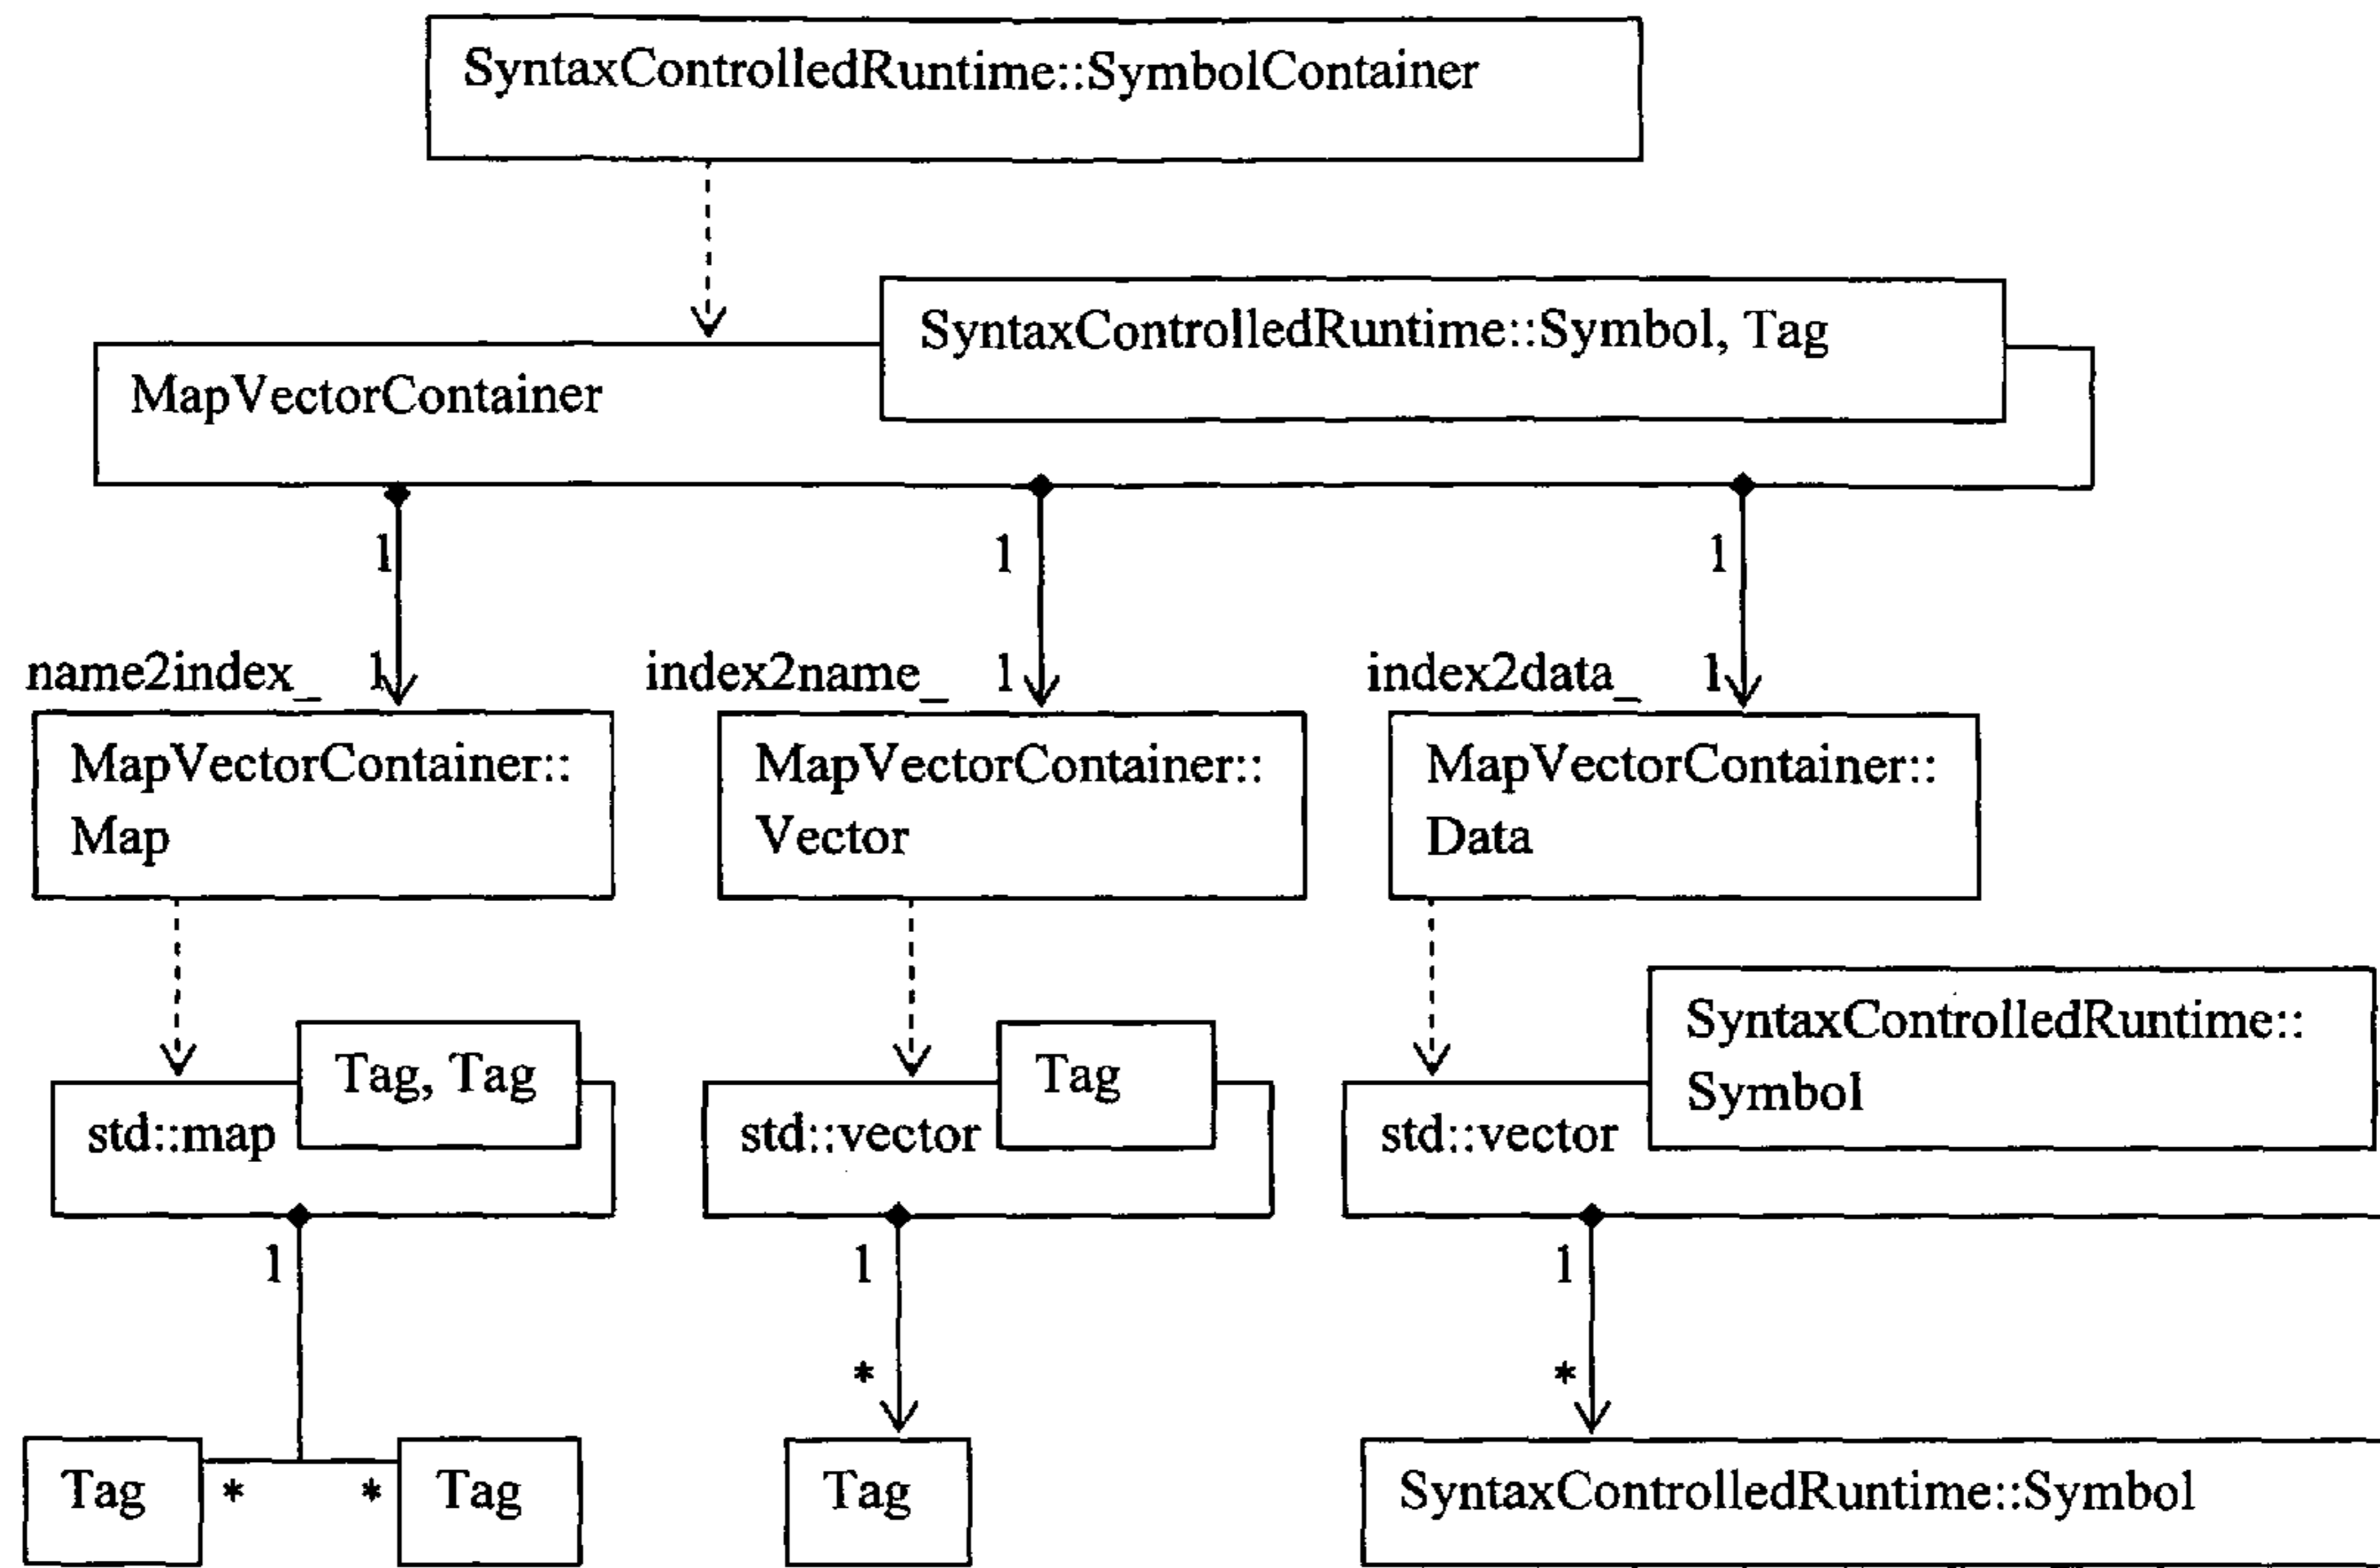 SyntaxControlledRuntime::SymbolContainer
SyntaxControlledRuntime::Symbol, Tag
MapVectorContainer
1
1
1
name2index_
1
index2name_
1
index2data_
1
MapVectorContainer::
Map
MapVectorContainer::
Vector
MapVectorContainer::
Data
Tag, Tag
std::map
Tag
std::vector
SyntaxControlledRuntime::
Symbol
std::vector
1
1
1
*
*
Tag
*
*
Tag
Tag
SyntaxControlledRuntime::Symbol